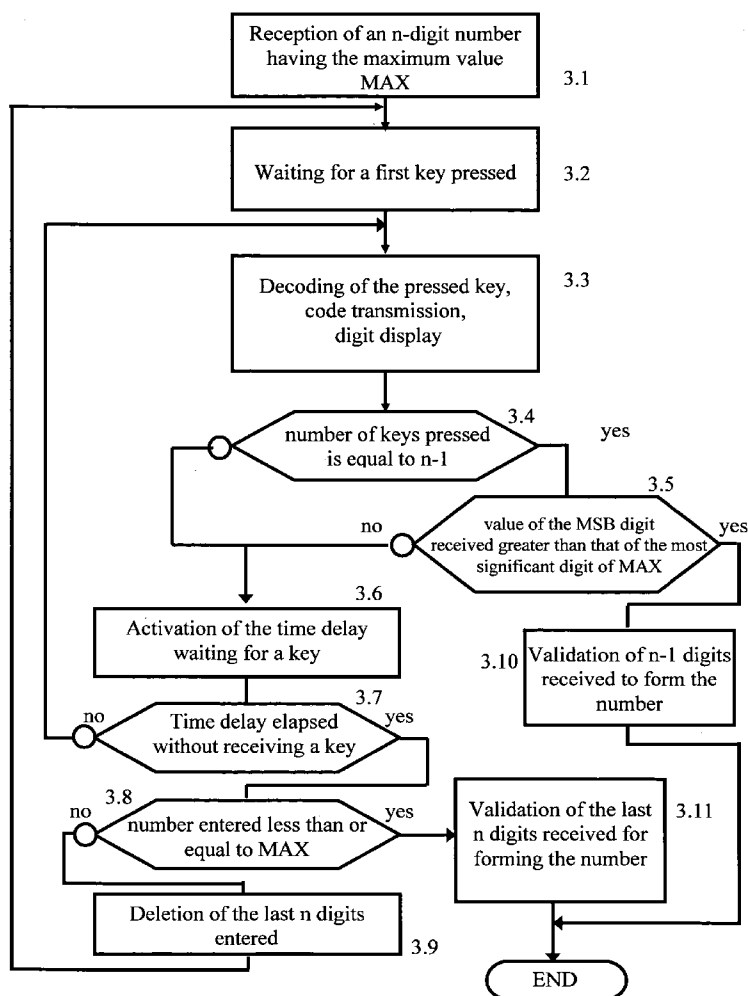 Reception of an n-digit number
having the maximum value
MAX
3.1
Waiting for a first key pressed
3.2
Decoding of the pressed key,
code transmission,
digit display
3.3
3.4
number of keys pressed
is equal to n-1
yes
3.5
no
value of the MSB digit
received greater than that of the most
significant digit of MAX
yes
3.6
Activation of the time delay
waiting for a key
3.10
Validation of n-1 digits
received to form the
number
3.7
no
Time delay elapsed
without receiving a key
yes
3.8
no
number entered less than or
equal to MAX
yes
Validation of the last
n digits received for
forming the number
3.11
Deletion of the last n digits
entered
3.9
END